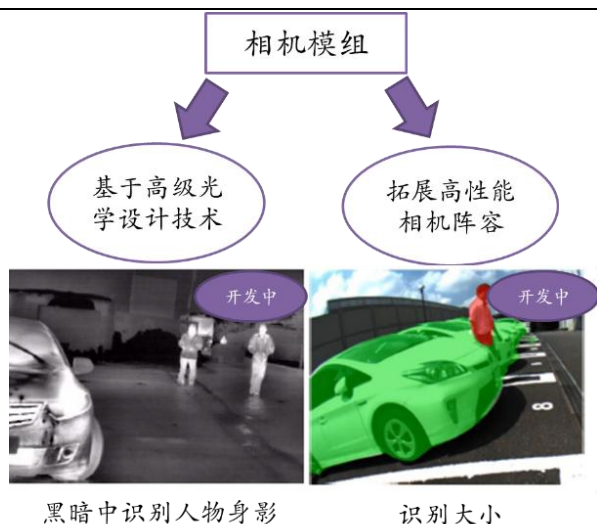 相机模组
基于高级光
学设计技术
拓展高性能
相机阵容
开发中
开发中
8
黑暗中识别人物身影
识别大小